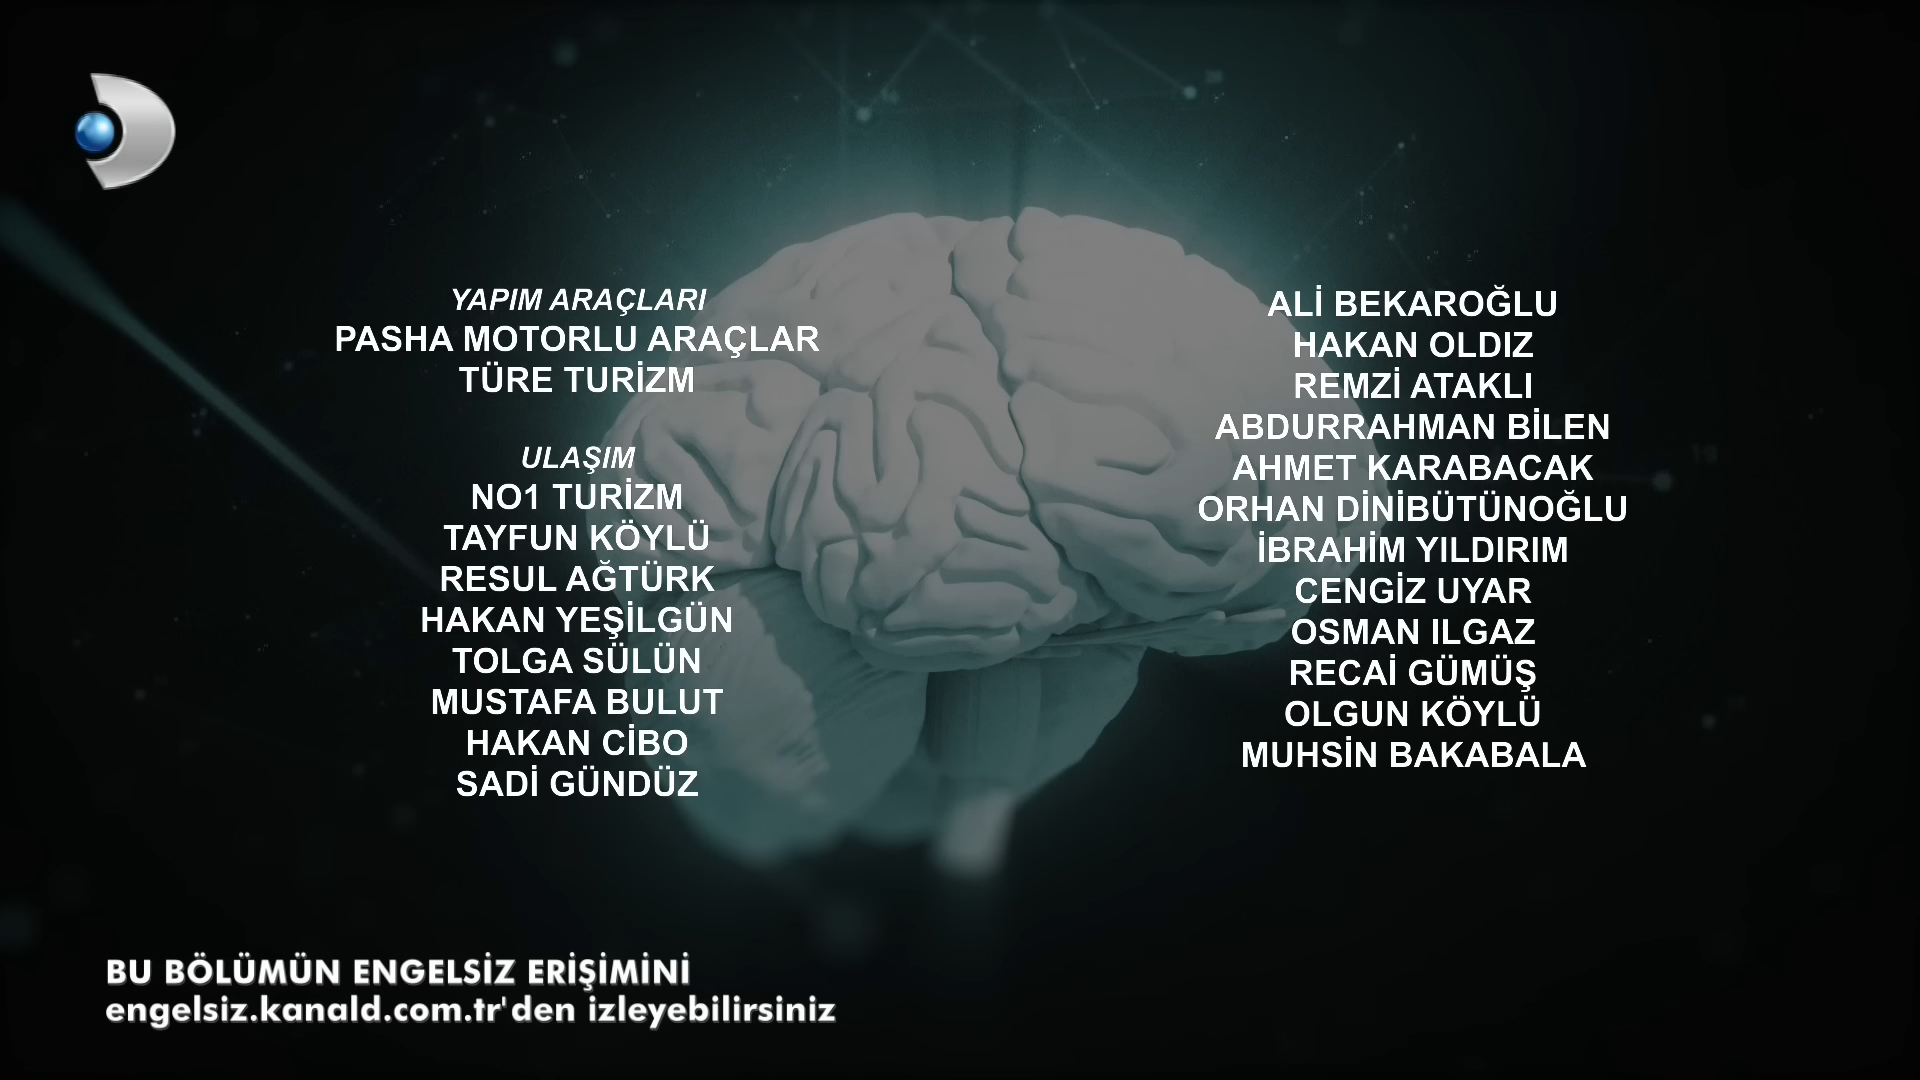 YAPIM ARAÇLARI
PASHA MOTORLU ARAÇLAR
TÜRE TURİZM
ULAŞIM
NO1 TURİZM
TAYFUN KÖYLÜ
RESUL AĞTÜRK
HAKAN YEŞİLGÜN
TOLGA SÜLÜN
MUSTAFA BULUT
HAKAN CİBO
SADİ GÜNDÜZ
ALİ BEKAROĞLU
HAKAN OLDIZ
REMZİ ATAKLI
ABDURRAHMAN BİLEN
AHMET KARABACAK
ORHAN DİNİBÜTÜNOĞLU
İBRAHİM YILDIRIM
CENGİZ UYAR
OSMAN ILGAZ
RECAİ GÜMÜŞ
OLGUN KÖYLÜ
MUHSİN BAKABALA
BU BÖLÜMÜN ENGELSİZ ERİŞİMİNİ
engelsiz.kanald.com.tr'den izleyebilirsiniz